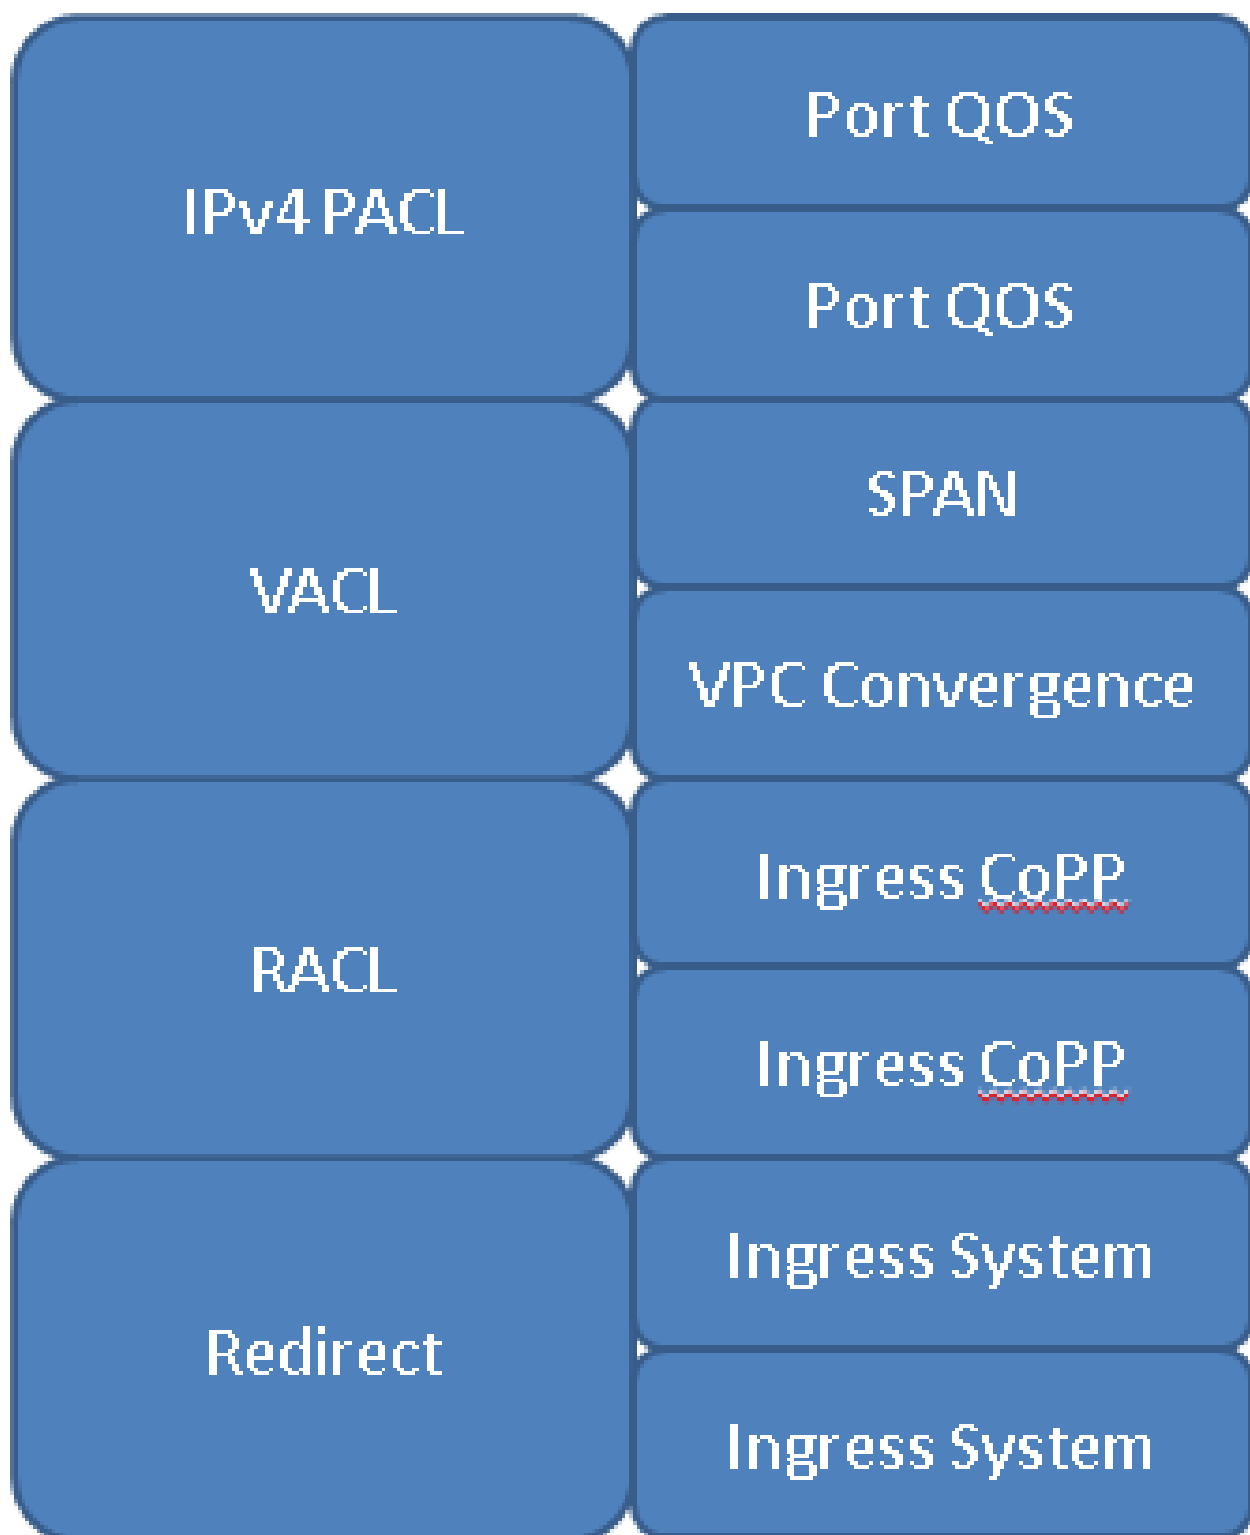 IPv4 PACL
Port QOS
Port QOS
VACL
SPAN
VPC Convergence
RACL
Ingress CoPP
Ingress CoPP
Redirect
Ingress System
Ingress System